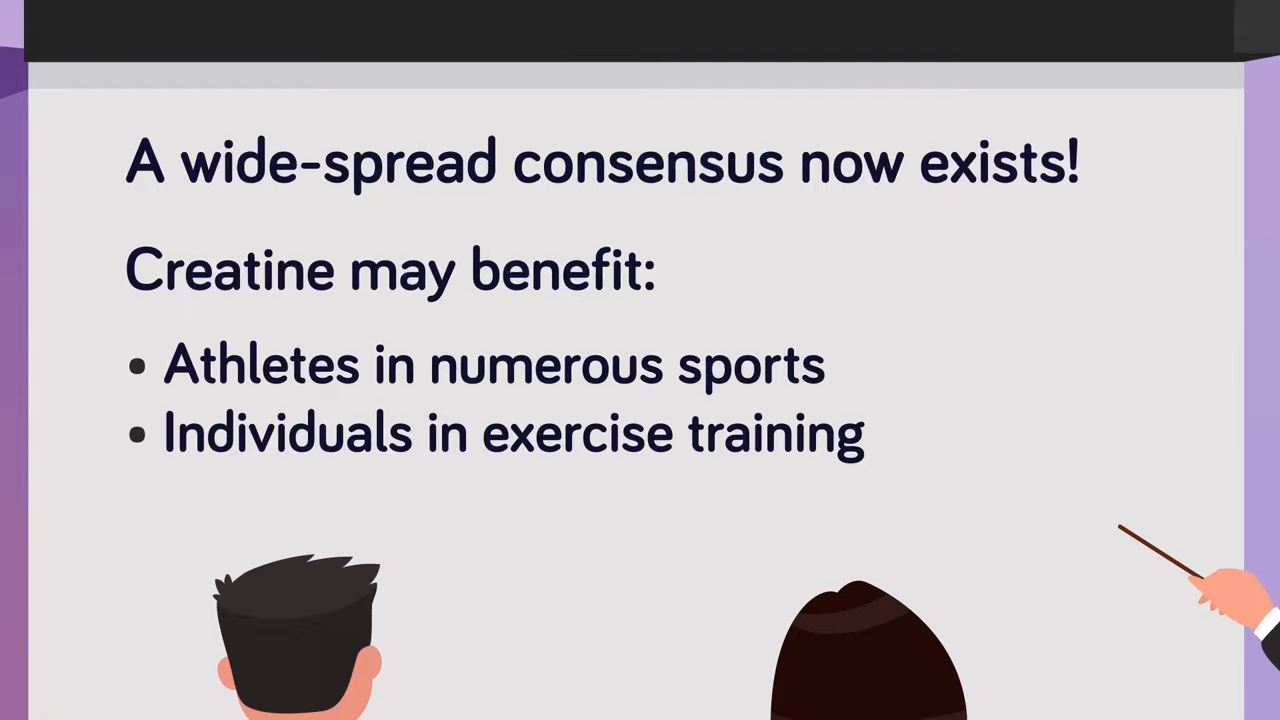 A wide-spread consensus now exists!
Creatine may benefit:
• Athletes in numerous sports
• Individuals in exercise training